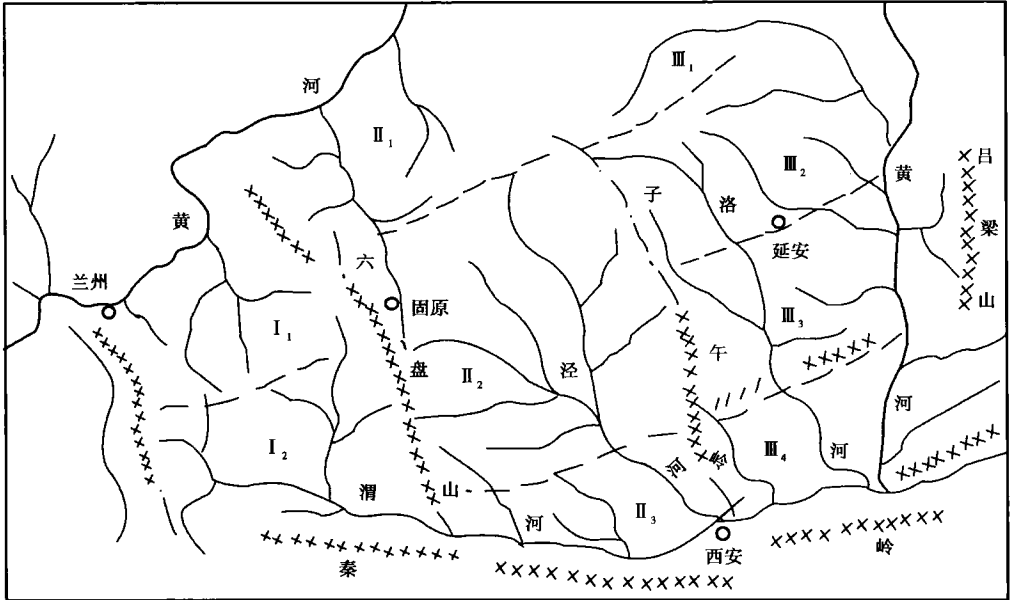 Ⅲ₁
河
Ⅱ₁
吕
Ⅲ₂
黄
子
洛
黄
梁
延安
六
兰州
固原
山
Ⅰ₁
Ⅲ₃
午
盘
Ⅱ₂
泾
河
Ⅰ₂
河
岭
Ⅲ₄
河
渭
山
河
Ⅱ₃
西安
岭
秦